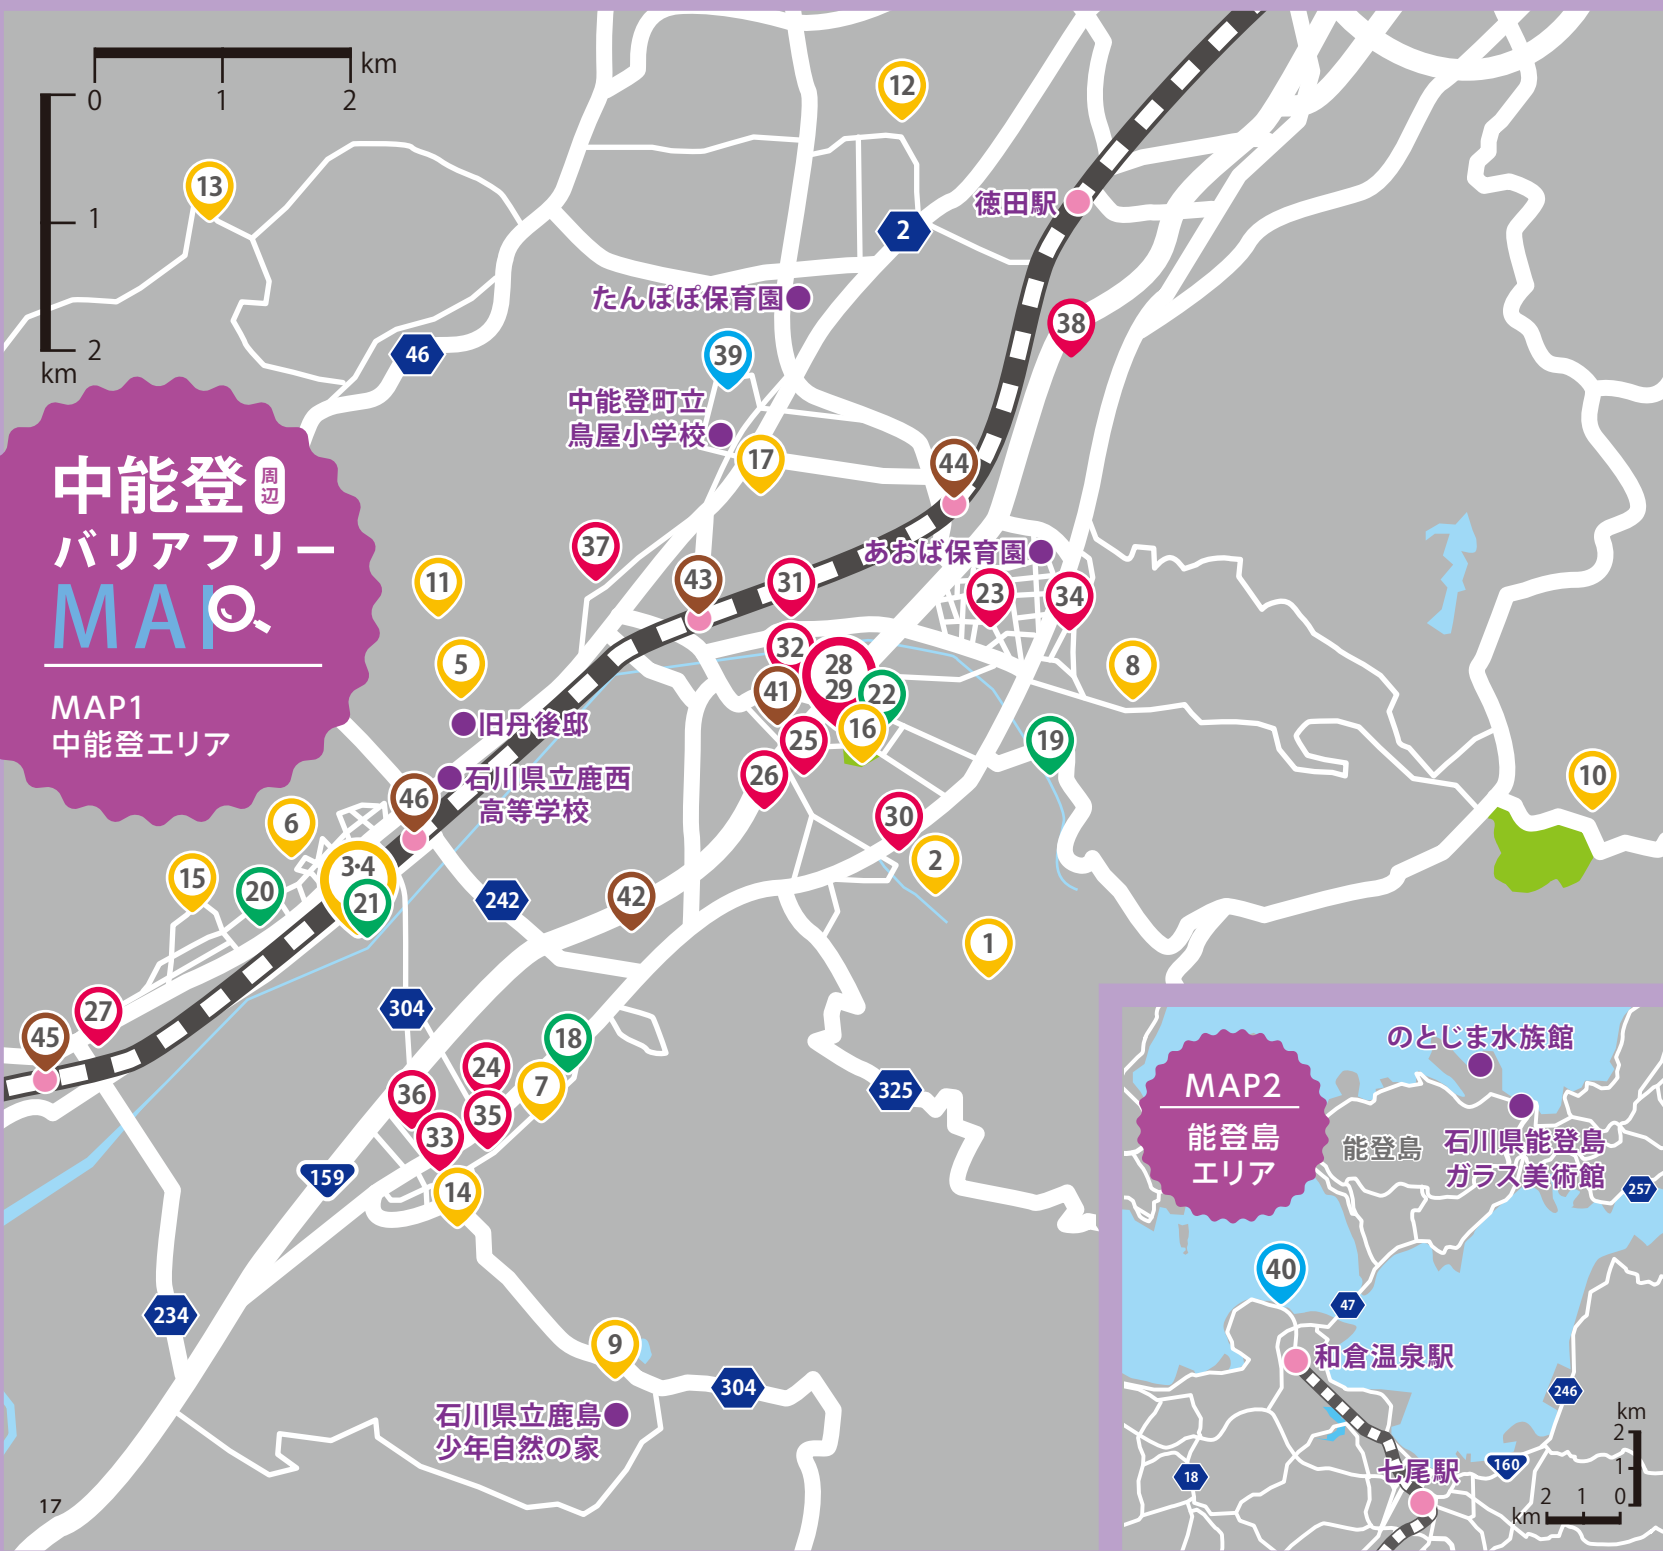 km
0
1
2
1
2
km
12
13
徳田駅
2
たんぽぽ保育園
38
46
39
中能登町立
鳥屋小学校
17
44
中能登周辺
バリアフリー
MAP
MAP1
中能登エリア
37
あおば保育園
11
43
31
23
34
5
32
28
29
8
41
22
旧丹後邸
16
25
19
石川県立鹿西
高等学校
26
10
46
6
30
3・4
2
15
20
21
242
42
1
27
304
45
18
24
7
325
36
35
33
159
14
234
9
304
石川県立鹿島
少年自然の家
17
MAP2
能登島
エリア
のとじま水族館
能登島
石川県能登島
ガラス美術館
257
40
47
和倉温泉駅
246
km
2
1
0
七尾駅
160
18
2
1
km